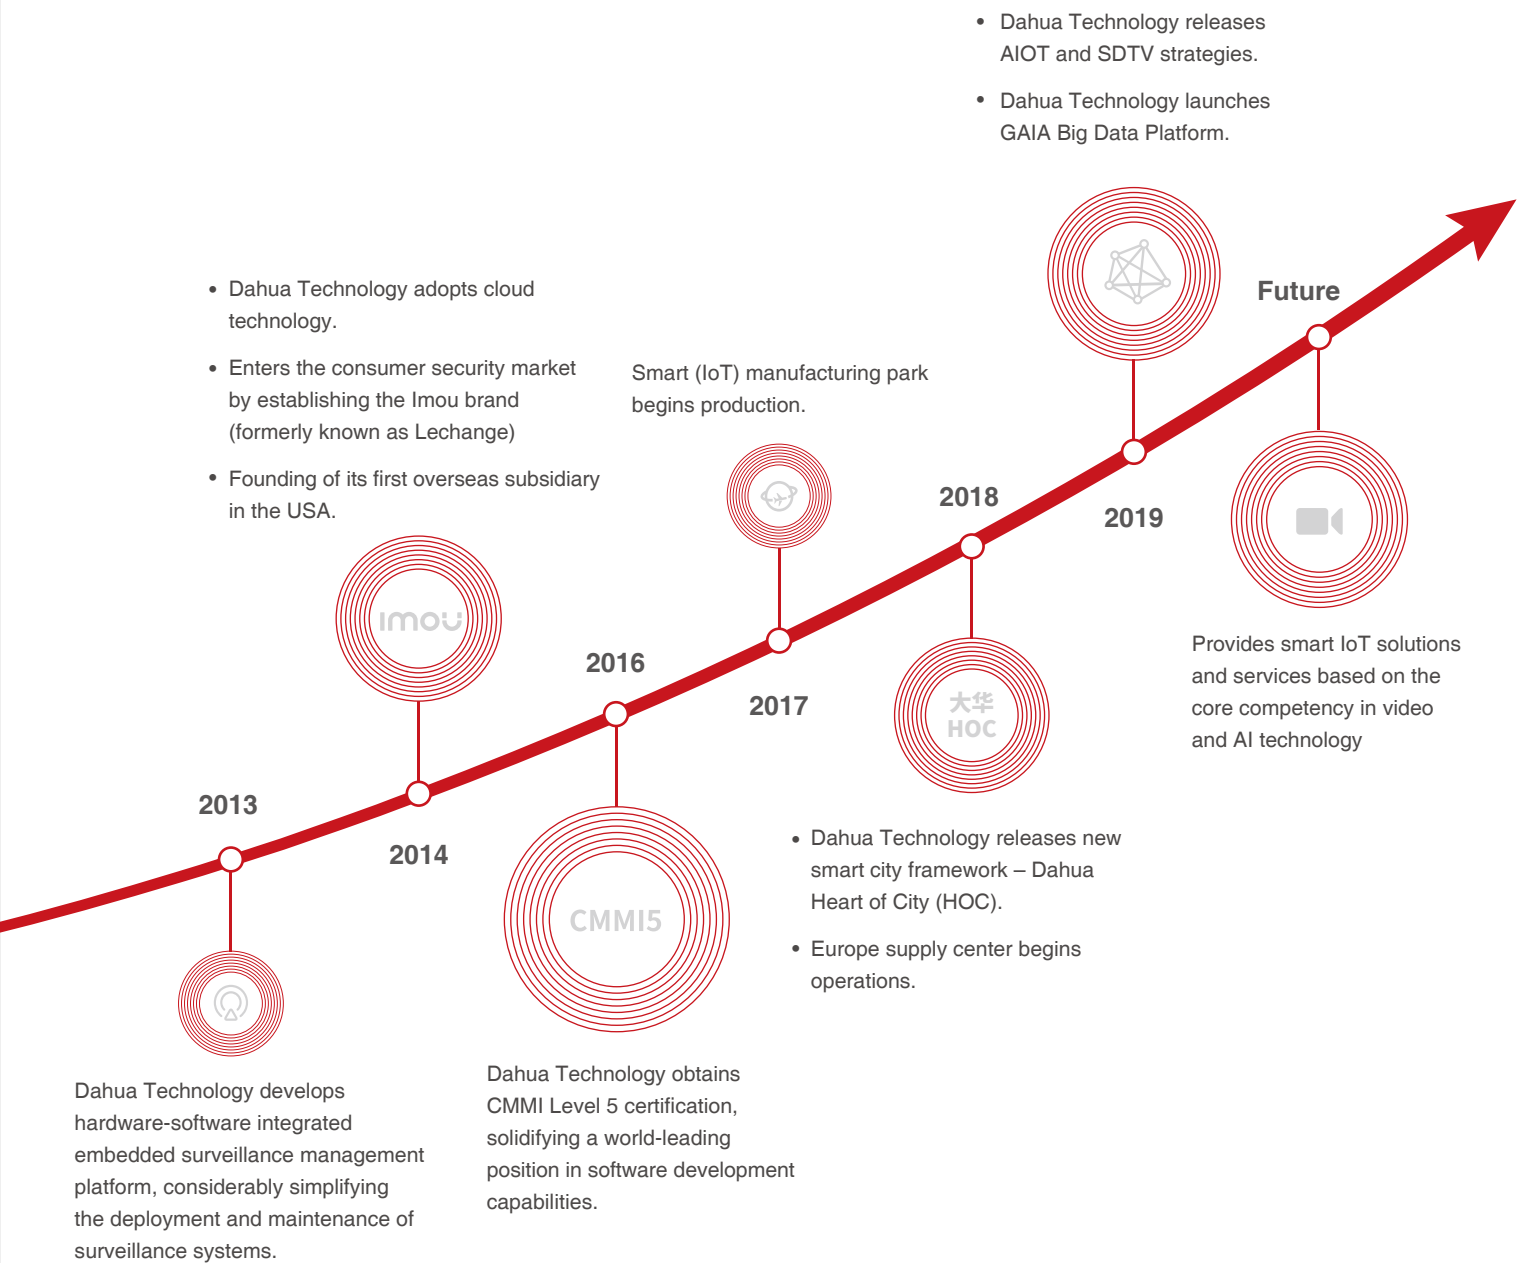 2013
Dahua Technology develops
hardware-software integrated
embedded surveillance management
platform, considerably simplifying
the deployment and maintenance of
surveillance systems.
• Dahua Technology adopts cloud
technology.
• Enters the consumer security market
by establishing the Imou brand
(formerly known as Lechange)
• Founding of its first overseas subsidiary
in the USA.
imou
2014
2016
CMMI5
Dahua Technology obtains
CMMI Level 5 certification,
solidifying a world-leading
position in software development
capabilities.
Smart (IoT) manufacturing park
begins production.
2017
2018
大华
HOC
• Dahua Technology releases new
smart city framework – Dahua
Heart of City (HOC).
• Europe supply center begins
operations.
• Dahua Technology releases
AIOT and SDTV strategies.
• Dahua Technology launches
GAIA Big Data Platform.
2019
Future
Provides smart IoT solutions
and services based on the
core competency in video
and AI technology